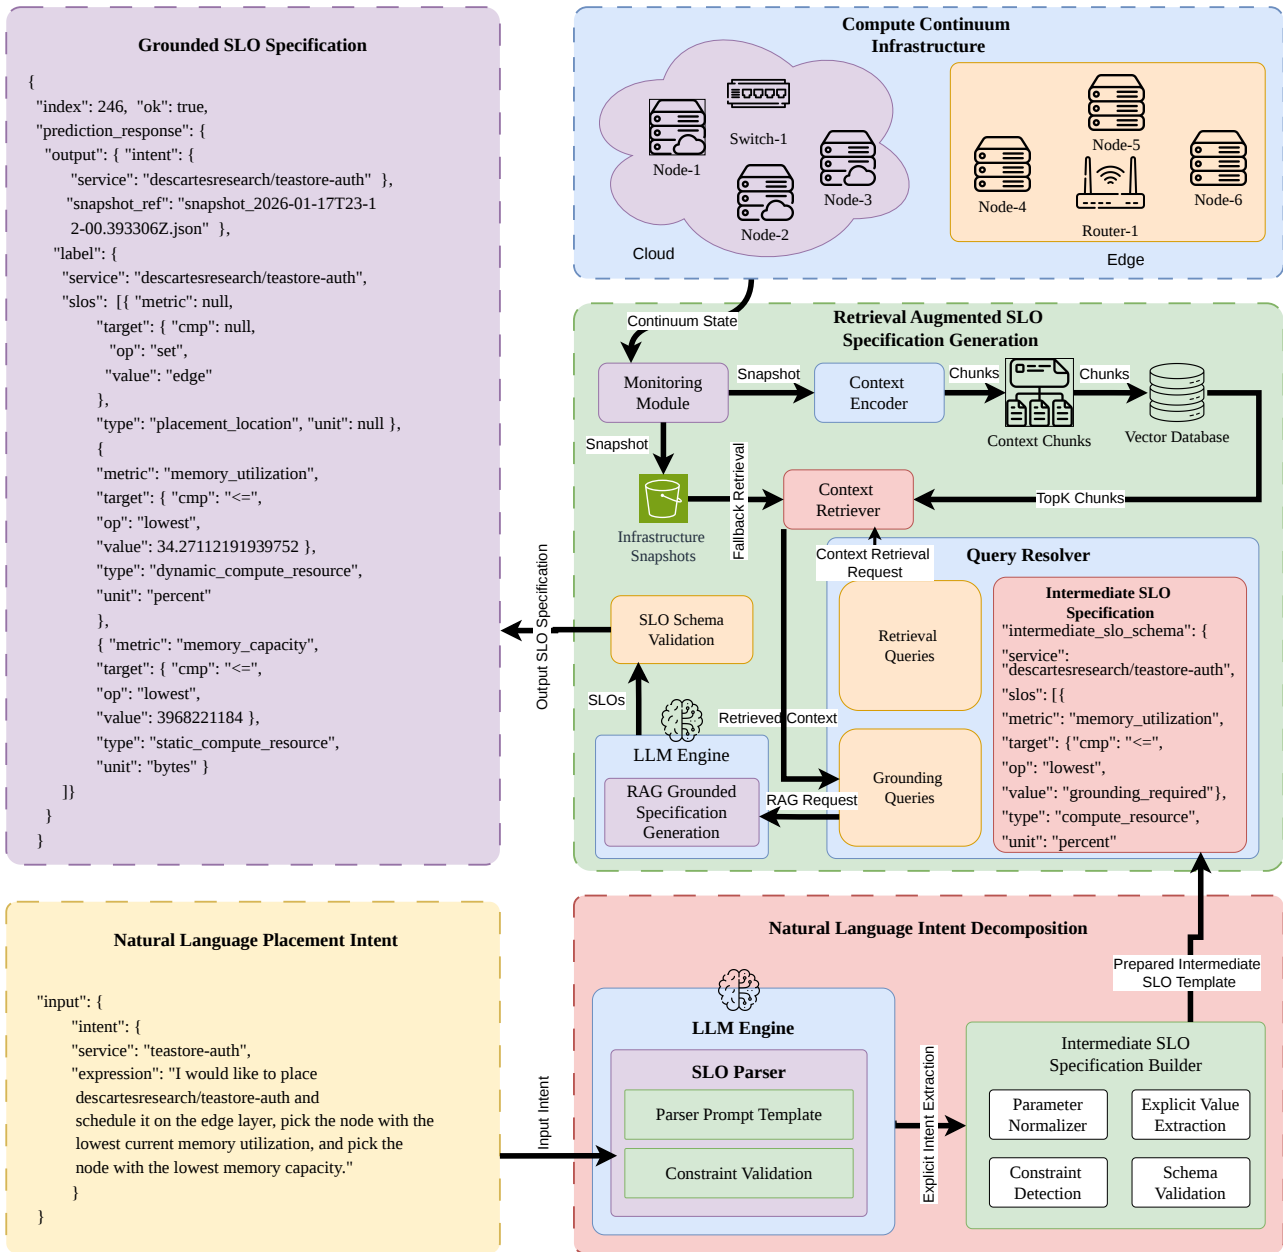 Grounded SLO Specification
{
"index": 246,  "ok": true,
"prediction_response": {
"output": { "intent": {
"service": "descartesresearch/teastore-auth"  },
"snapshot_ref": "snapshot_2026-01-17T23-1
2-00.393306Z.json"  },
"label": {
"service": "descartesresearch/teastore-auth",
"slos":  [{ "metric": null,
"target": { "cmp": null,
"op": "set",
"value": "edge"
},
"type": "placement_location", "unit": null },
{
"metric": "memory_utilization",
"target": { "cmp": "<=",
"op": "lowest",
"value": 34.27112191939752 },
"type": "dynamic_compute_resource",
"unit": "percent"
},
{ "metric": "memory_capacity",
"target": { "cmp": "<=",
"op": "lowest",
"value": 3968221184 },
"type": "static_compute_resource",
"unit": "bytes" }
]}
}
}
Compute Continuum
Infrastructure
Node-1
Switch-1
Node-2
Node-3
Cloud
Node-4
Node-5
Router-1
Node-6
Edge
Continuum State
Retrieval Augmented SLO
Specification Generation
Monitoring
Module
Snapshot
Context
Encoder
Chunks
Context Chunks
Chunks
Vector Database
Snapshot
Infrastructure
Snapshots
Fallback Retrieval
Context
Retriever
TopK Chunks
Context Retrieval
Request
Query Resolver
Retrieval
Queries
Grounding
Queries
Intermediate SLO
Specification
"intermediate_slo_schema": {
"service":
"descartesresearch/teastore-auth",
"slos": [{
"metric": "memory_utilization",
"target": {"cmp": "<=",
"op": "lowest",
"value": "grounding_required"},
"type": "compute_resource",
"unit": "percent"
Output SLO Specification
SLO Schema
Validation
SLOs
Retrieved Context
LLM Engine
RAG Grounded
Specification
Generation
RAG Request
Natural Language Placement Intent
"input": {
"intent": {
"service": "teastore-auth",
"expression": "I would like to place
descartesresearch/teastore-auth and
schedule it on the edge layer, pick the node with the
lowest current memory utilization, and pick the
node with the lowest memory capacity."
}
}
Input Intent
Natural Language Intent Decomposition
LLM Engine
SLO Parser
Parser Prompt Template
Constraint Validation
Explicit Intent Extraction
Prepared Intermediate
SLO Template
Intermediate SLO
Specification Builder
Parameter
Normalizer
Explicit Value
Extraction
Constraint
Detection
Schema
Validation